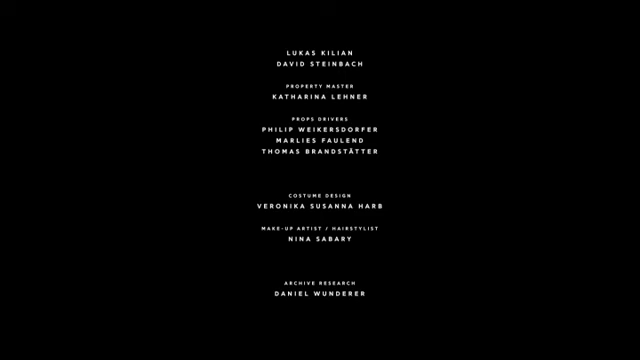 LUKAS KILIAN
DAVID STEINBACH
PROPERTY MASTER
KATHARINA LEHNER
PROPS DRIVERS
PHILIP WEIKERSDORFER
MARLIES FAULEND
THOMAS BRANDSTÄTTER
COSTUME DESIGN
VERONIKA SUSANNA HARB
MAKE-UP ARTIST / HAIRSTYLIST
NINA SABARY
ARCHIVE RESEARCH
DANIEL WUNDERER